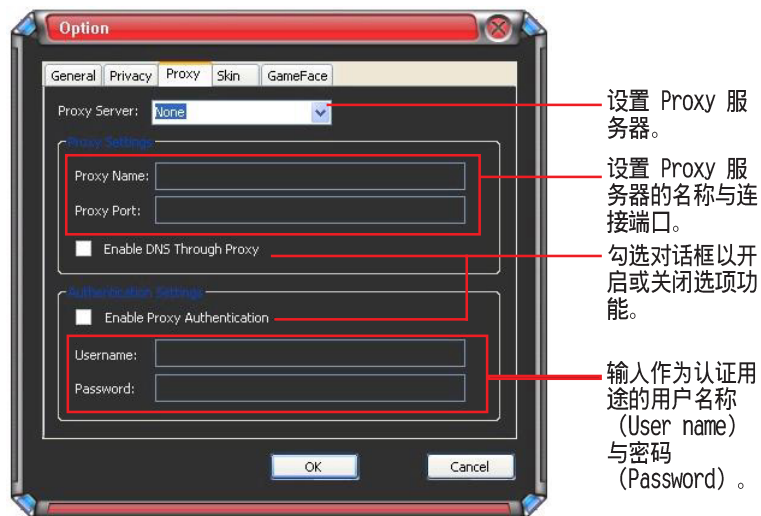 Option
General Privacy Proxy Skin GameFace
Proxy Server: None
Proxy Settings
Proxy Name:
Proxy Port:
Enable DNS Through Proxy
Authentication Settings
Enable Proxy Authentication
Username:
Password:
OK Cancel
设置 Proxy 服
务器。
设置 Proxy 服
务器的名称与连
接端口。
勾选对话框以开
启或关闭选项功
能。
输入作为认证用
途的用户名称
（User name）
与密码
（Password）。